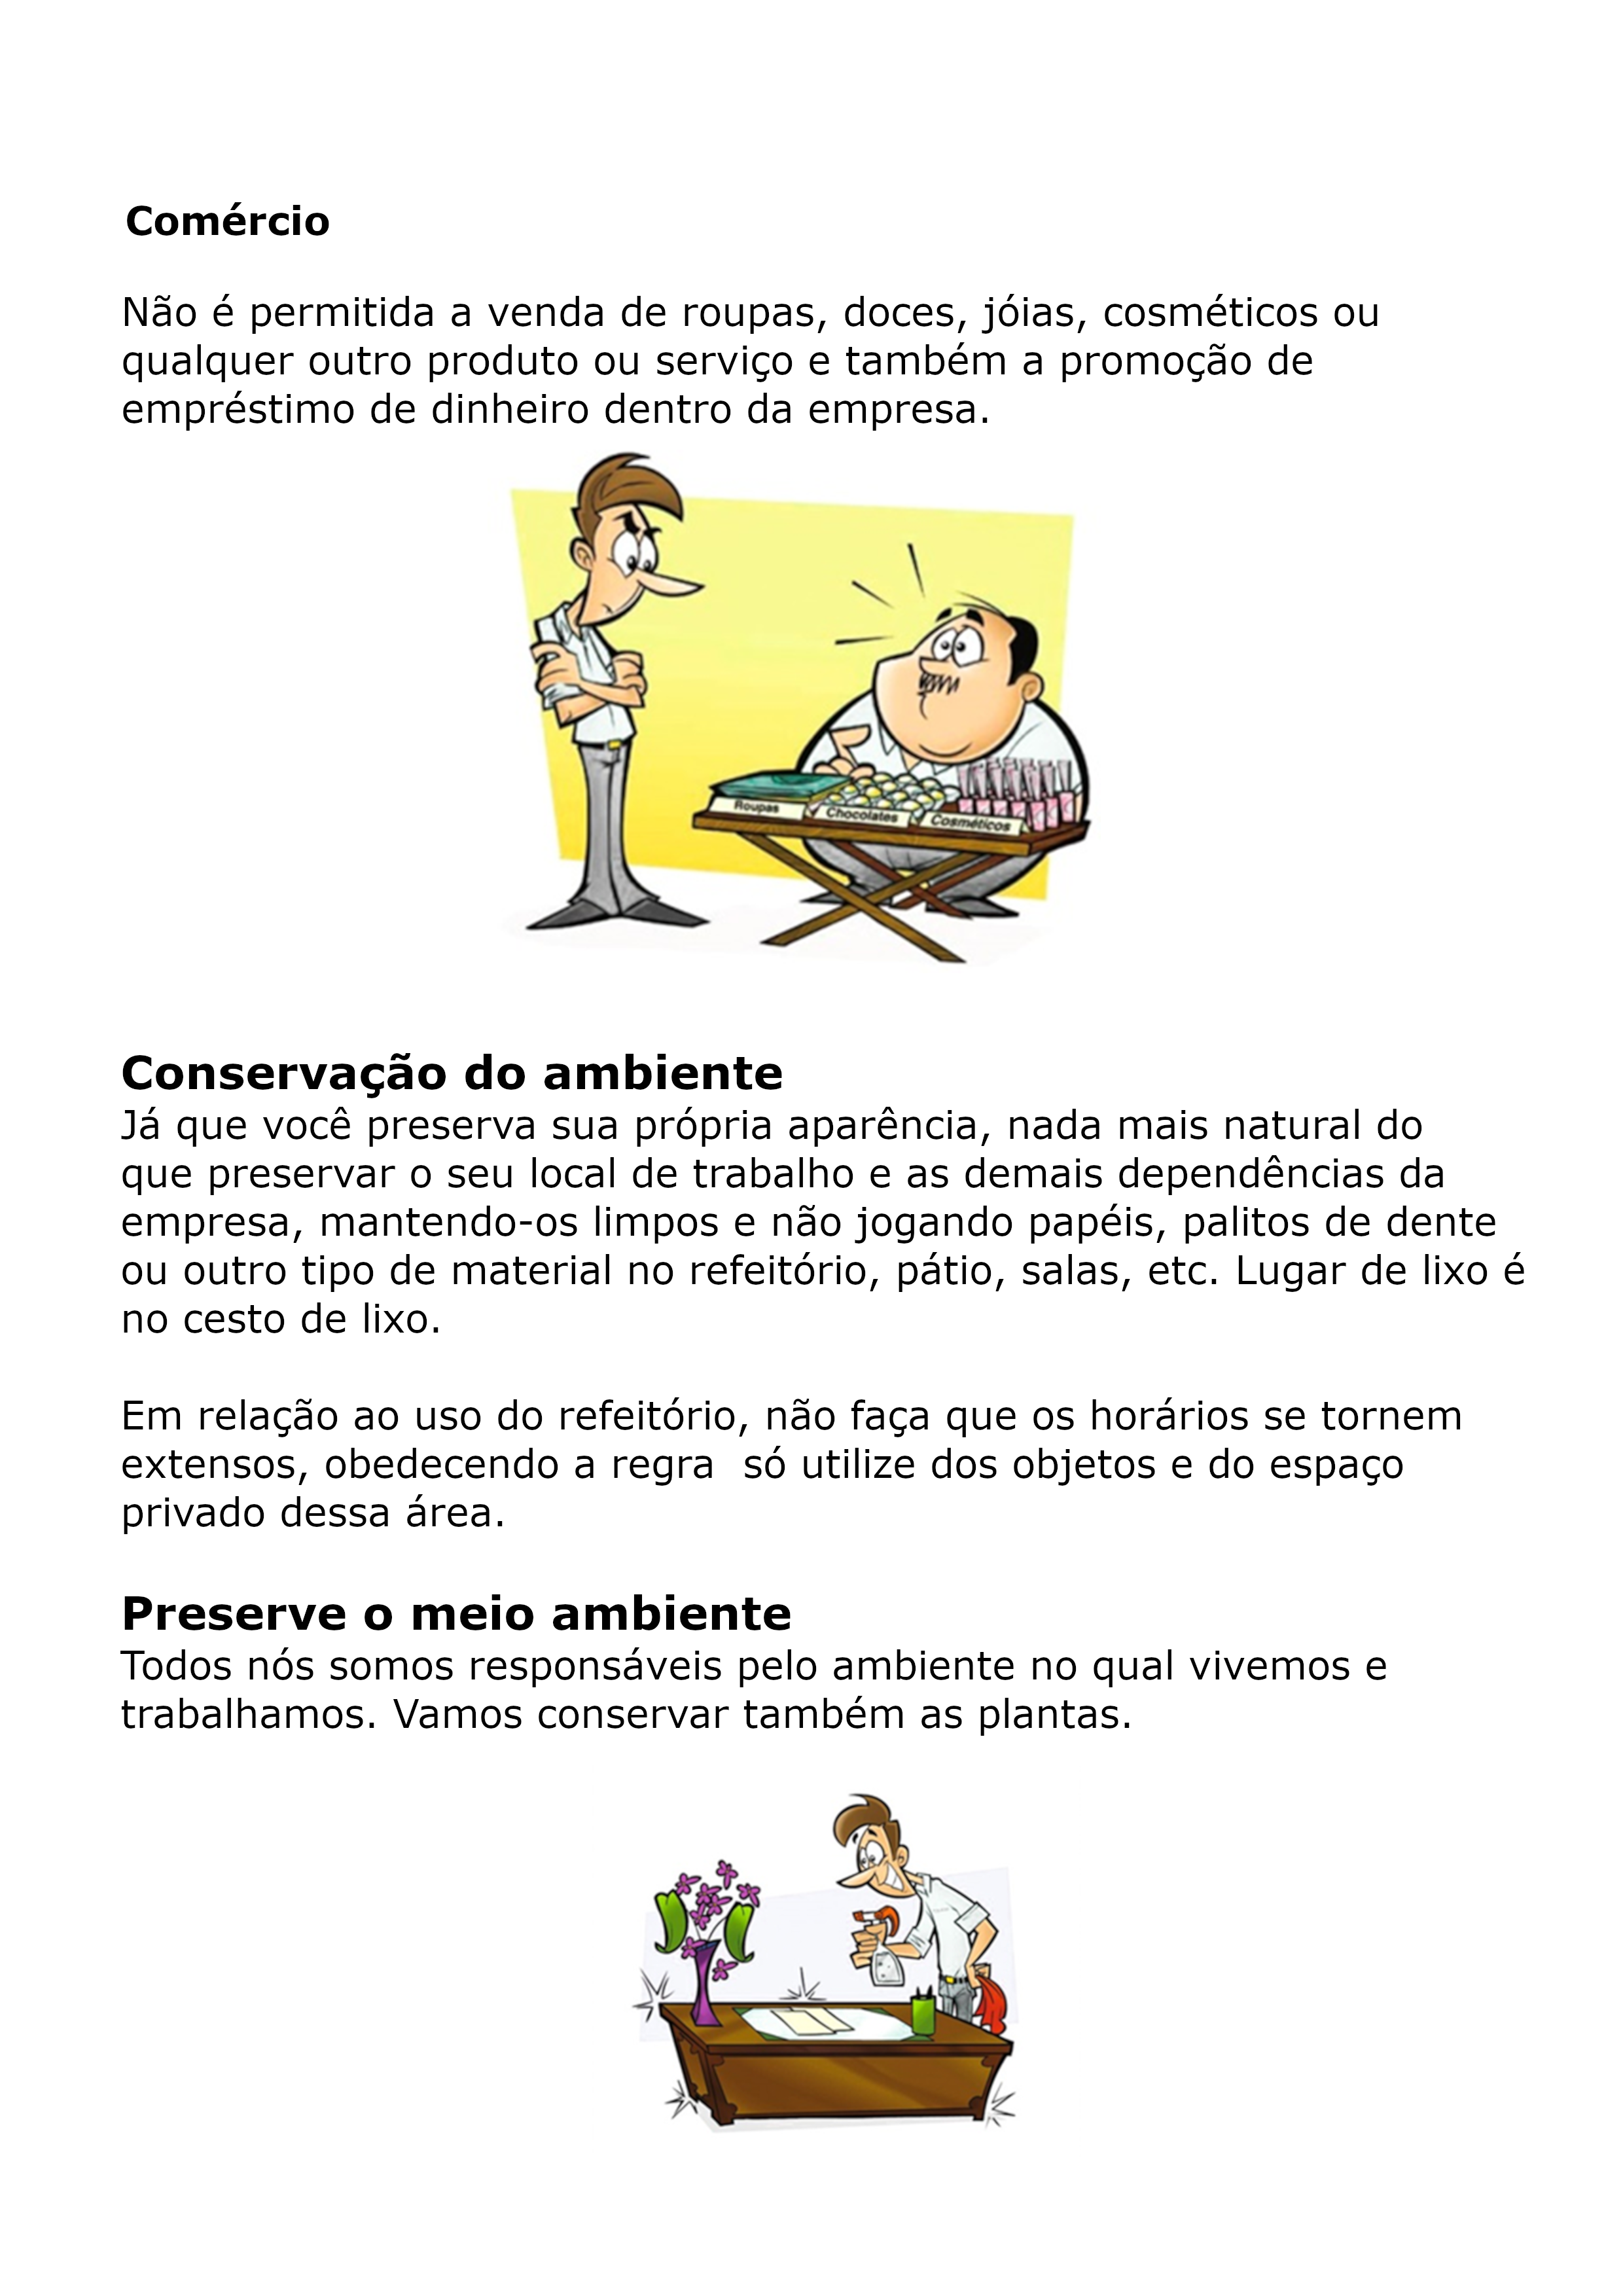 Comércio
Não é permitida a venda de roupas, doces, jóias, cosméticos ou
qualquer outro produto ou serviço e também a promoção de
empréstimo de dinheiro dentro da empresa.
Roupas
Chocolates
Cosméticos
Conservação do ambiente
Já que você preserva sua própria aparência, nada mais natural do
que preservar o seu local de trabalho e as demais dependências da
empresa, mantendo-os limpos e não jogando papéis, palitos de dente
ou outro tipo de material no refeitório, pátio, salas, etc. Lugar de lixo é
no cesto de lixo.
Em relação ao uso do refeitório, não faça que os horários se tornem
extensos, obedecendo a regra  só utilize dos objetos e do espaço
privado dessa área.
Preserve o meio ambiente
Todos nós somos responsáveis pelo ambiente no qual vivemos e
trabalhamos. Vamos conservar também as plantas.